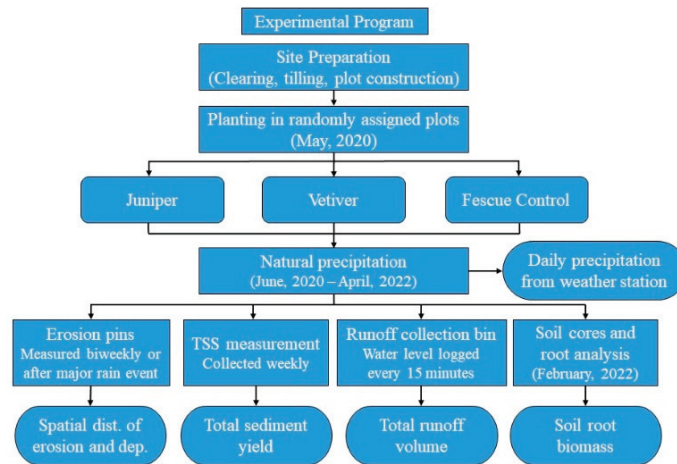 Experimental Program
Site Preparation
(Clearing, tilling, plot construction)
Planting in randomly assigned plots
(May, 2020)
Juniper
Vetiver
Fescue Control
Natural precipitation
(June, 2020 – April, 2022)
Daily precipitation
from weather station
Erosion pins
Measured biweekly or
after major rain event
TSS measurement
Collected weekly
Runoff collection bin
Water level logged
every 15 minutes
Soil cores and
root analysis
(February, 2022)
Spatial dist. of
erosion and dep.
Total sediment
yield
Total runoff
volume
Soil root
biomass